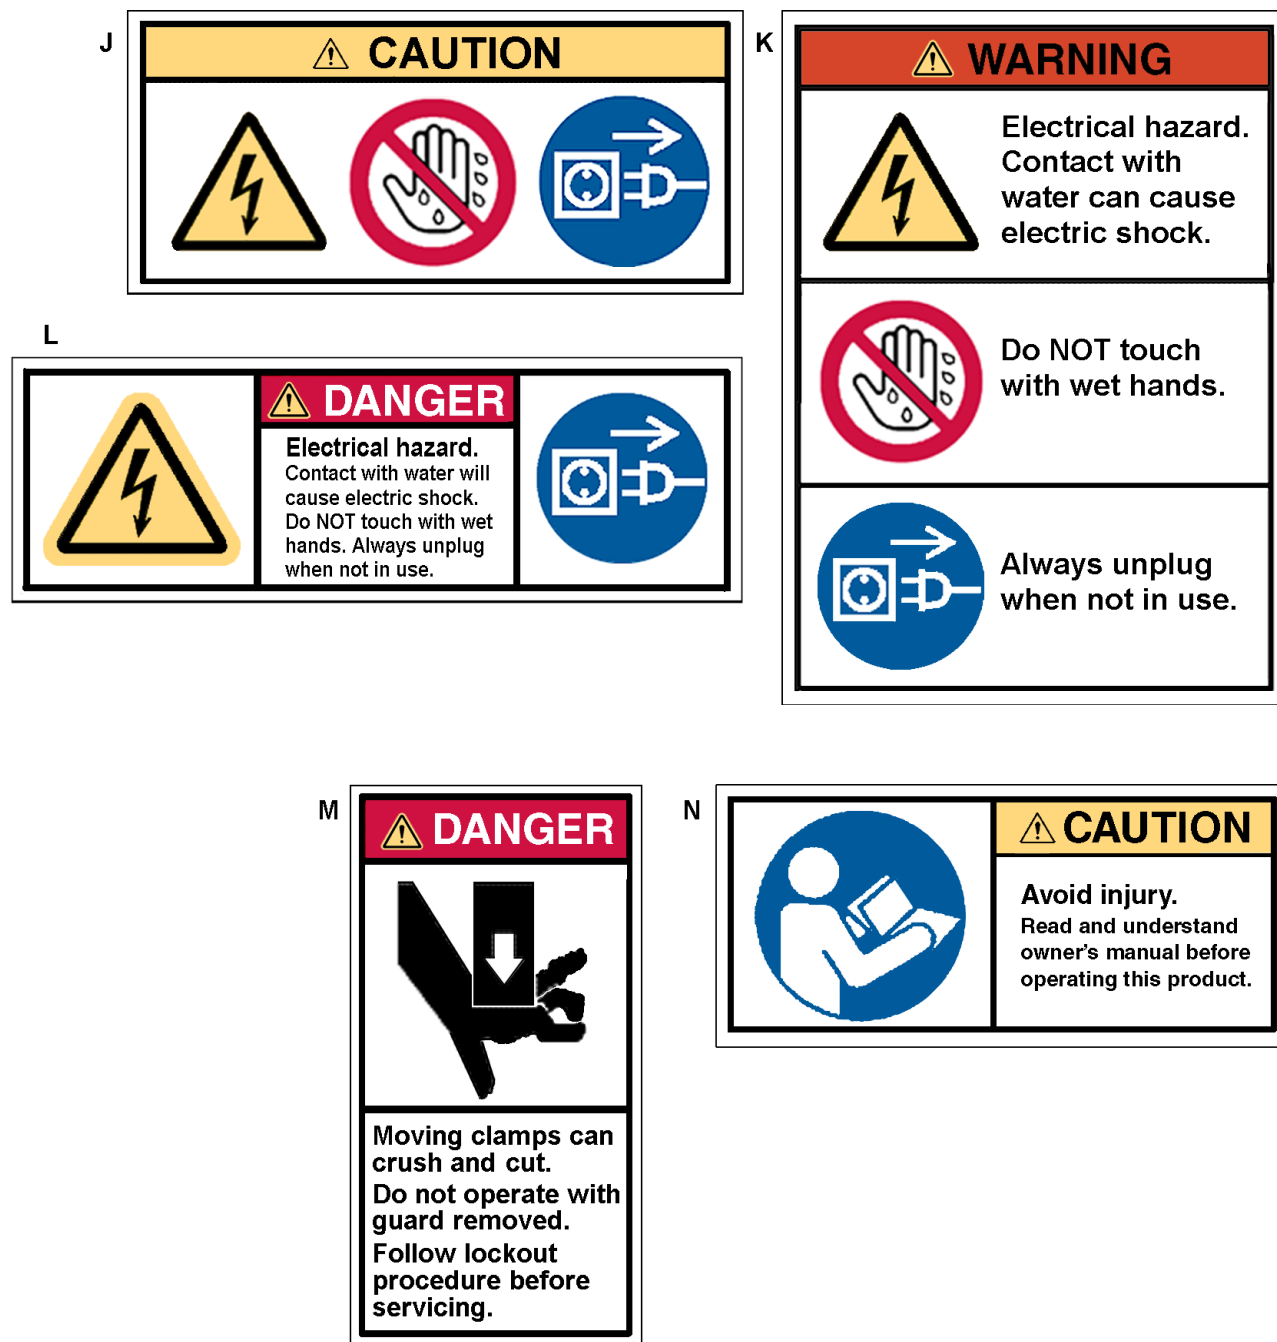 J
CAUTION
K
WARNING
Electrical hazard.
Contact with
water can cause
electric shock.
Do NOT touch
with wet hands.
Always unplug
when not in use.
L
DANGER
Electrical hazard.
Contact with water will
cause electric shock.
Do NOT touch with wet
hands. Always unplug
when not in use.
M
DANGER
Moving clamps can
crush and cut.
Do not operate with
guard removed.
Follow lockout
procedure before
servicing.
N
CAUTION
Avoid injury.
Read and understand
owner's manual before
operating this product.